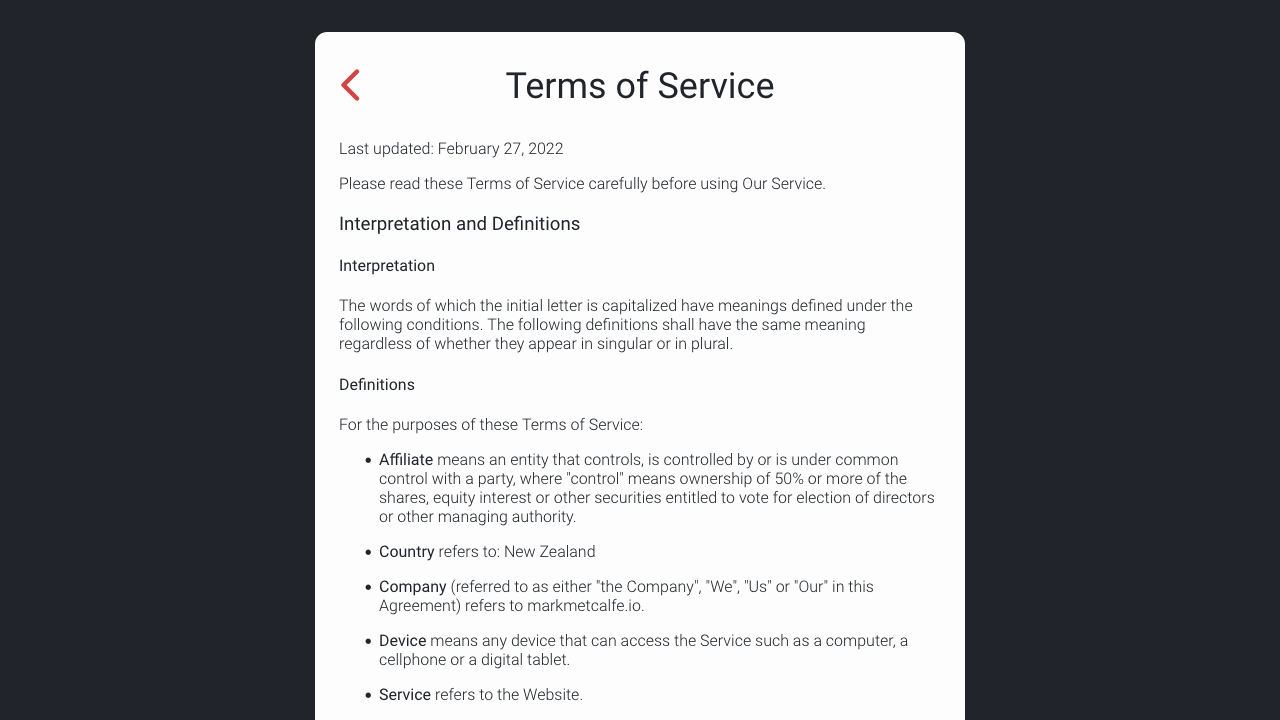 Terms of Service
Last updated: February 27, 2022
Please read these Terms of Service carefully before using Our Service.
Interpretation and Definitions
Interpretation
The words of which the initial letter is capitalized have meanings defined under the
following conditions. The following definitions shall have the same meaning
regardless of whether they appear in singular or in plural.
Definitions
For the purposes of these Terms of Service:
• Affiliate means an entity that controls, is controlled by or is under common
control with a party, where "control" means ownership of 50% or more of the
shares, equity interest or other securities entitled to vote for election of directors
or other managing authority.
• Country refers to: New Zealand
• Company (referred to as either "the Company", "We", "Us" or "Our" in this
Agreement) refers to markmetcalfe.io.
• Device means any device that can access the Service such as a computer, a
cellphone or a digital tablet.
• Service refers to the Website.